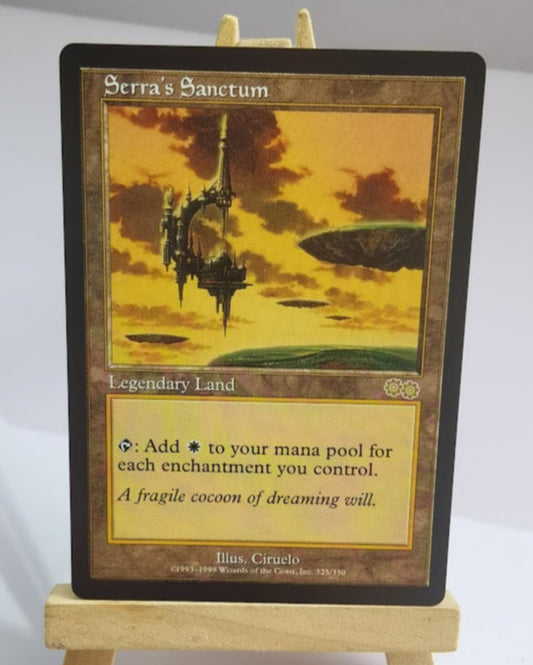 Serra's Sanctum
Legendary Land
: Add to your mana pool for
each enchantment you control.
A fragile cocoon of dreaming will.
Illus. Ciruelo
©1993-1998 Wizards of the Coast, Inc. 325/350